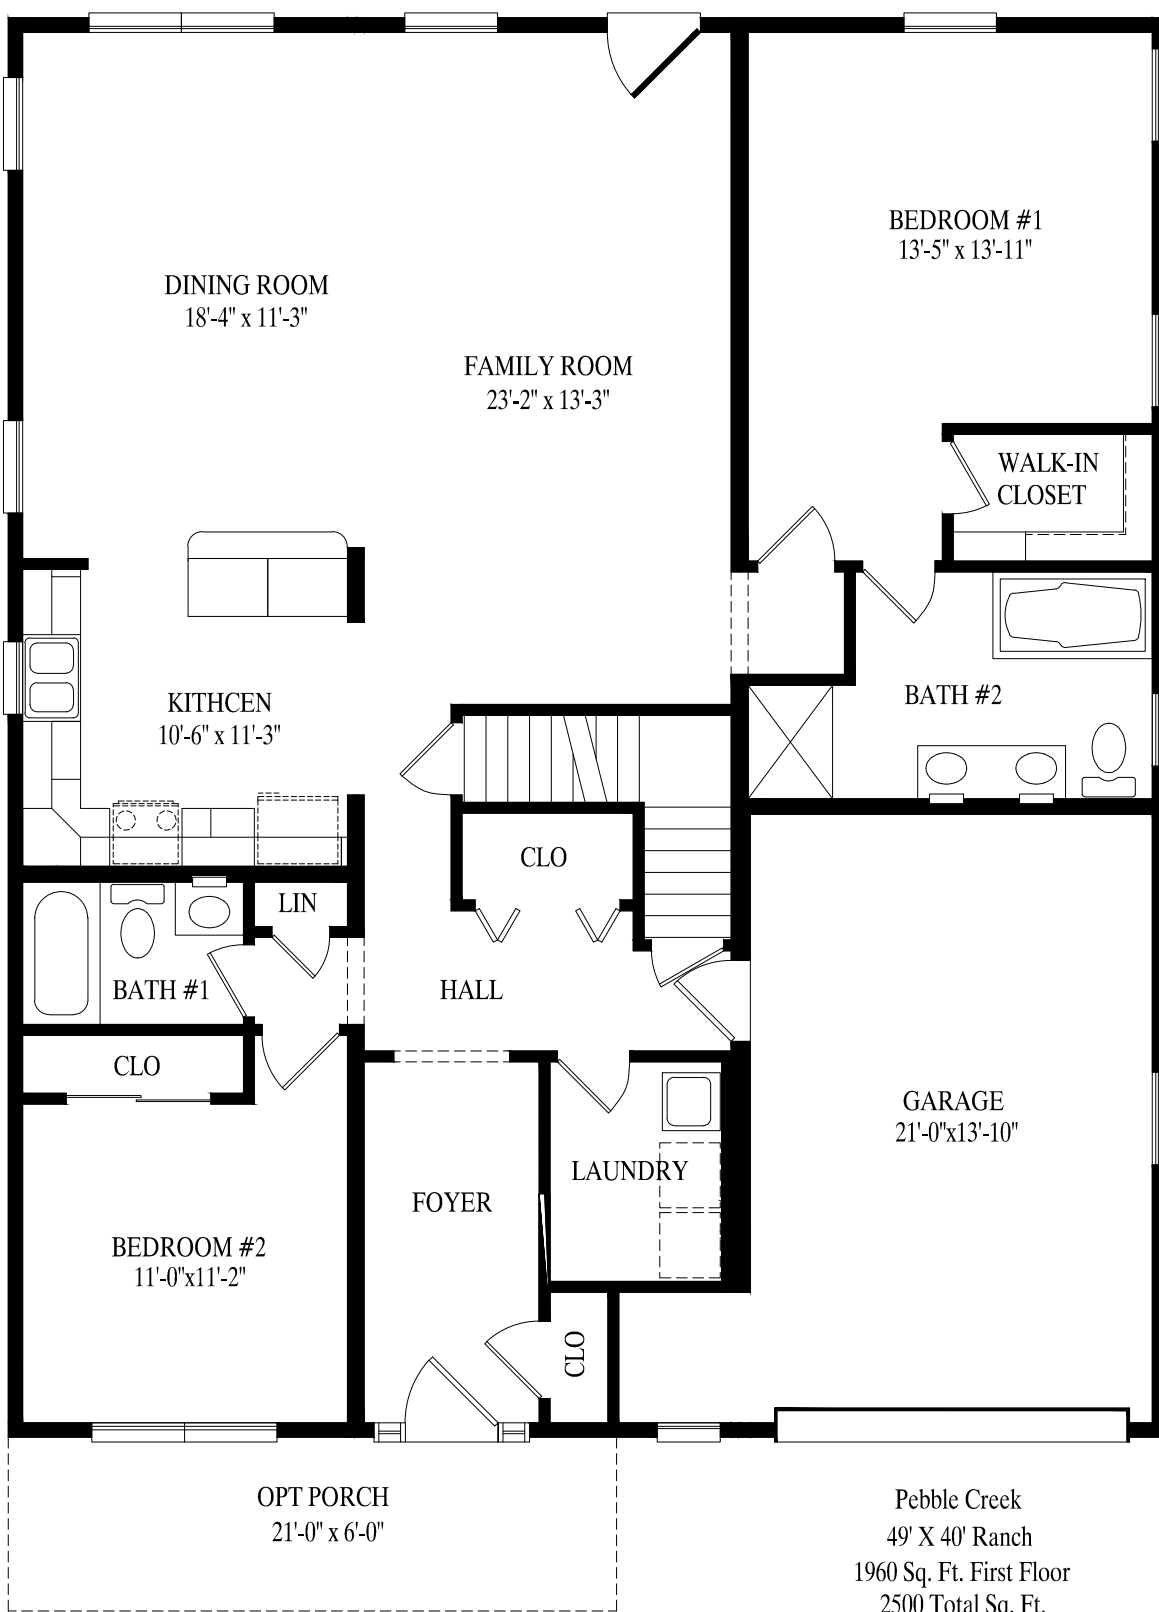 BEDROOM #1
13'-5" x 13'-11"
DINING ROOM
18'-4" x 11'-3"
FAMILY ROOM
23'-2" x 13'-3"
WALK-IN
CLOSET
KITHCEN
10'-6" x 11'-3"
BATH #2
CLO
LIN
BATH #1
HALL
CLO
GARAGE
21'-0"x13'-10"
LAUNDRY
FOYER
BEDROOM #2
11'-0"x11'-2"
CLO
OPT PORCH
21'-0" x 6'-0"
Pebble Creek
49' X 40' Ranch
1960 Sq. Ft. First Floor
2500 Total Sq. Ft.